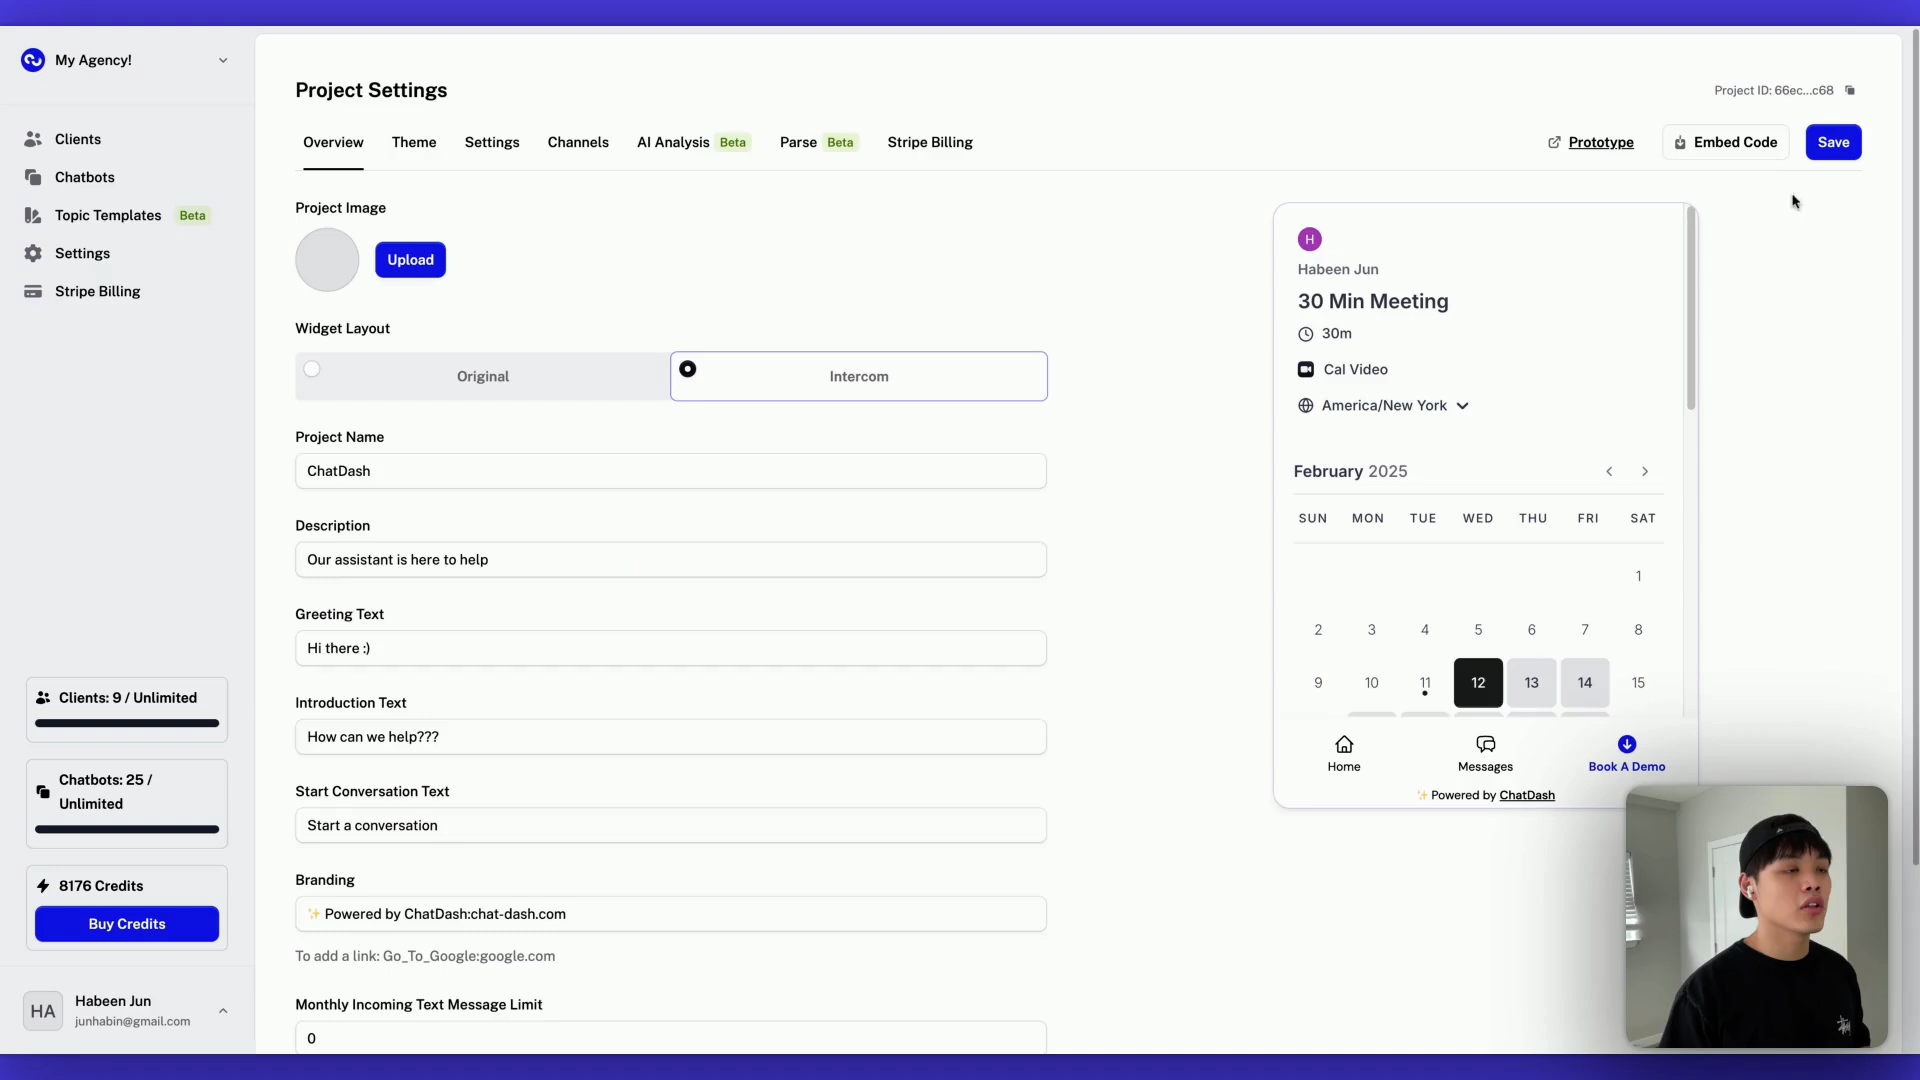 My Agency!
Clients
Chatbots
Topic Templates Beta
Settings
Stripe Billing
Clients: 9 / Unlimited
Chatbots: 25 /
Unlimited
8176 Credits
Buy Credits
HA
Habeen Jun
junhabin@gmail.com
Project Settings
Project ID: 66ec...c68
Overview
Theme
Settings
Channels
AI Analysis Beta
Parse Beta
Stripe Billing
Prototype
Embed Code
Save
Project Image
Upload
Widget Layout
Original
Intercom
Project Name
ChatDash
Description
Our assistant is here to help
Greeting Text
Hi there :)
Introduction Text
How can we help???
Start Conversation Text
Start a conversation
Branding
✨ Powered by ChatDash:chat-dash.com
To add a link: Go_To_Google:google.com
Monthly Incoming Text Message Limit
0
H
Habeen Jun
30 Min Meeting
30m
Cal Video
America/New York
February 2025
SUN MON TUE WED THU FRI SAT
1
2 3 4 5 6 7 8
9 10 11 12 13 14 15
Home
Messages
Book A Demo
✨ Powered by ChatDash